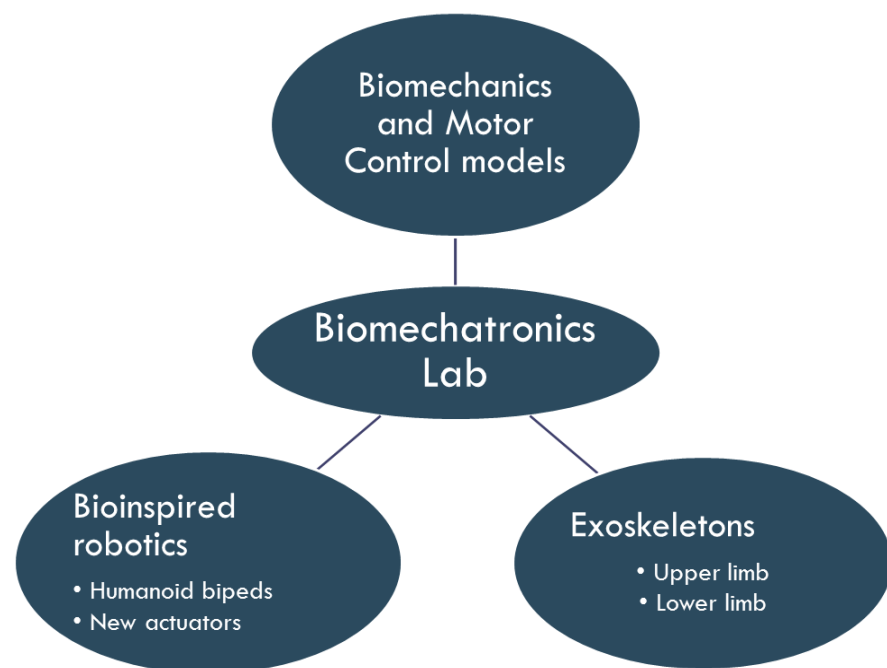 Biomechanics
and Motor
Control models
Biomechatronics
Lab
Bioinspired
robotics
• Humanoid bipeds
• New actuators
Exoskeletons
• Upper limb
• Lower limb